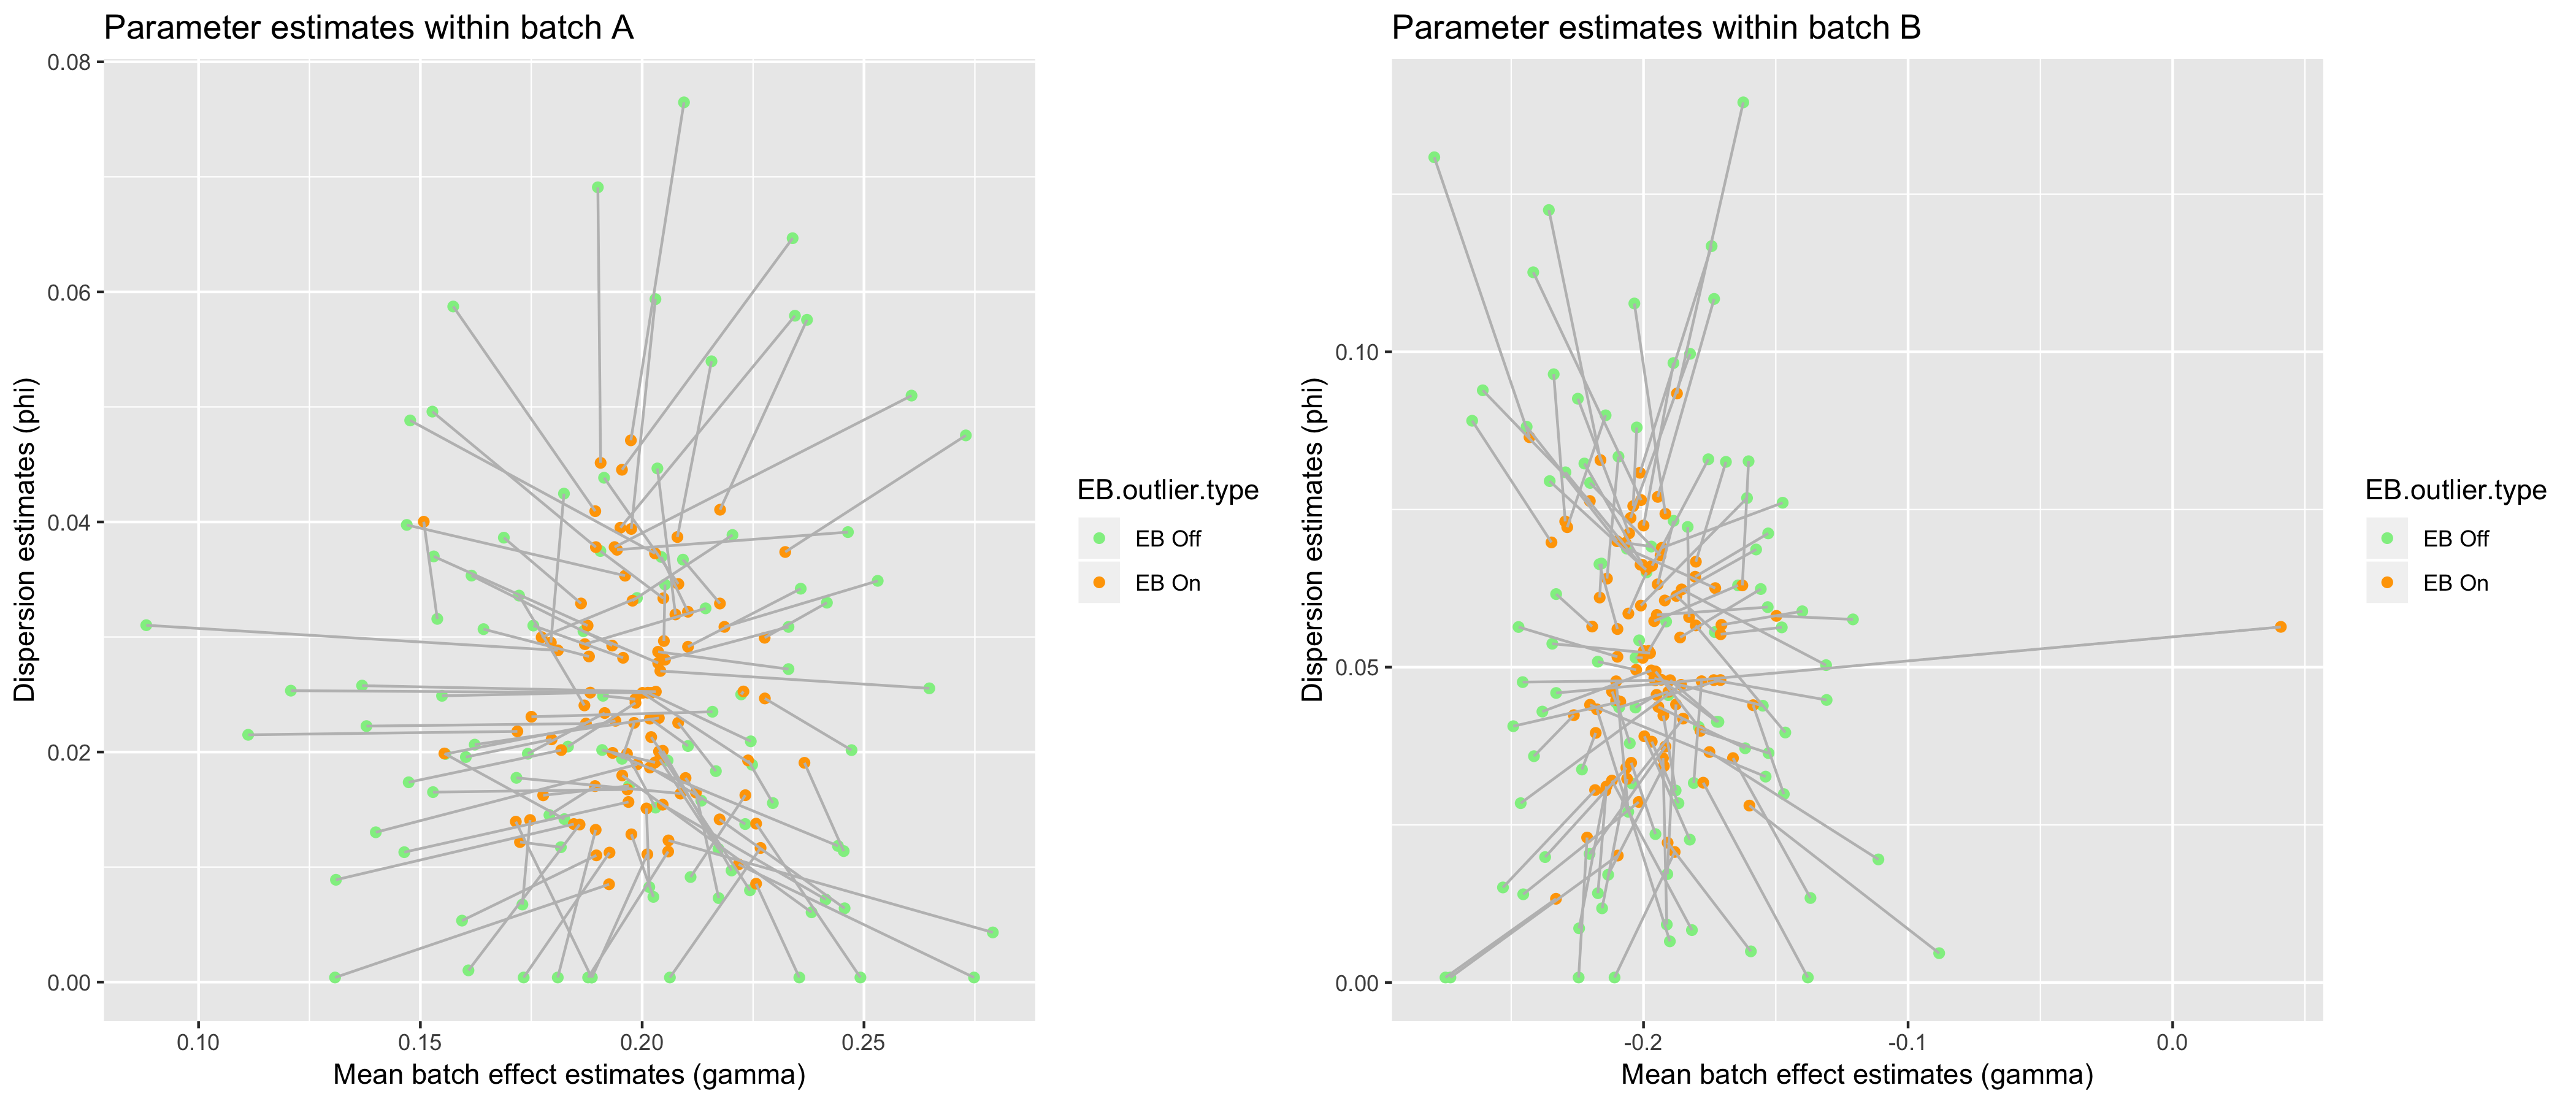 Parameter estimates within batch A
0.08
0.06
0.04
0.02
0.00
Dispersion estimates (phi)
0.10
0.15
0.20
0.25
Mean batch effect estimates (gamma)
EB.outlier.type
EB Off
EB On
Parameter estimates within batch B
0.10
0.05
0.00
Dispersion estimates (phi)
-0.2
-0.1
0.0
Mean batch effect estimates (gamma)
EB.outlier.type
EB Off
EB On